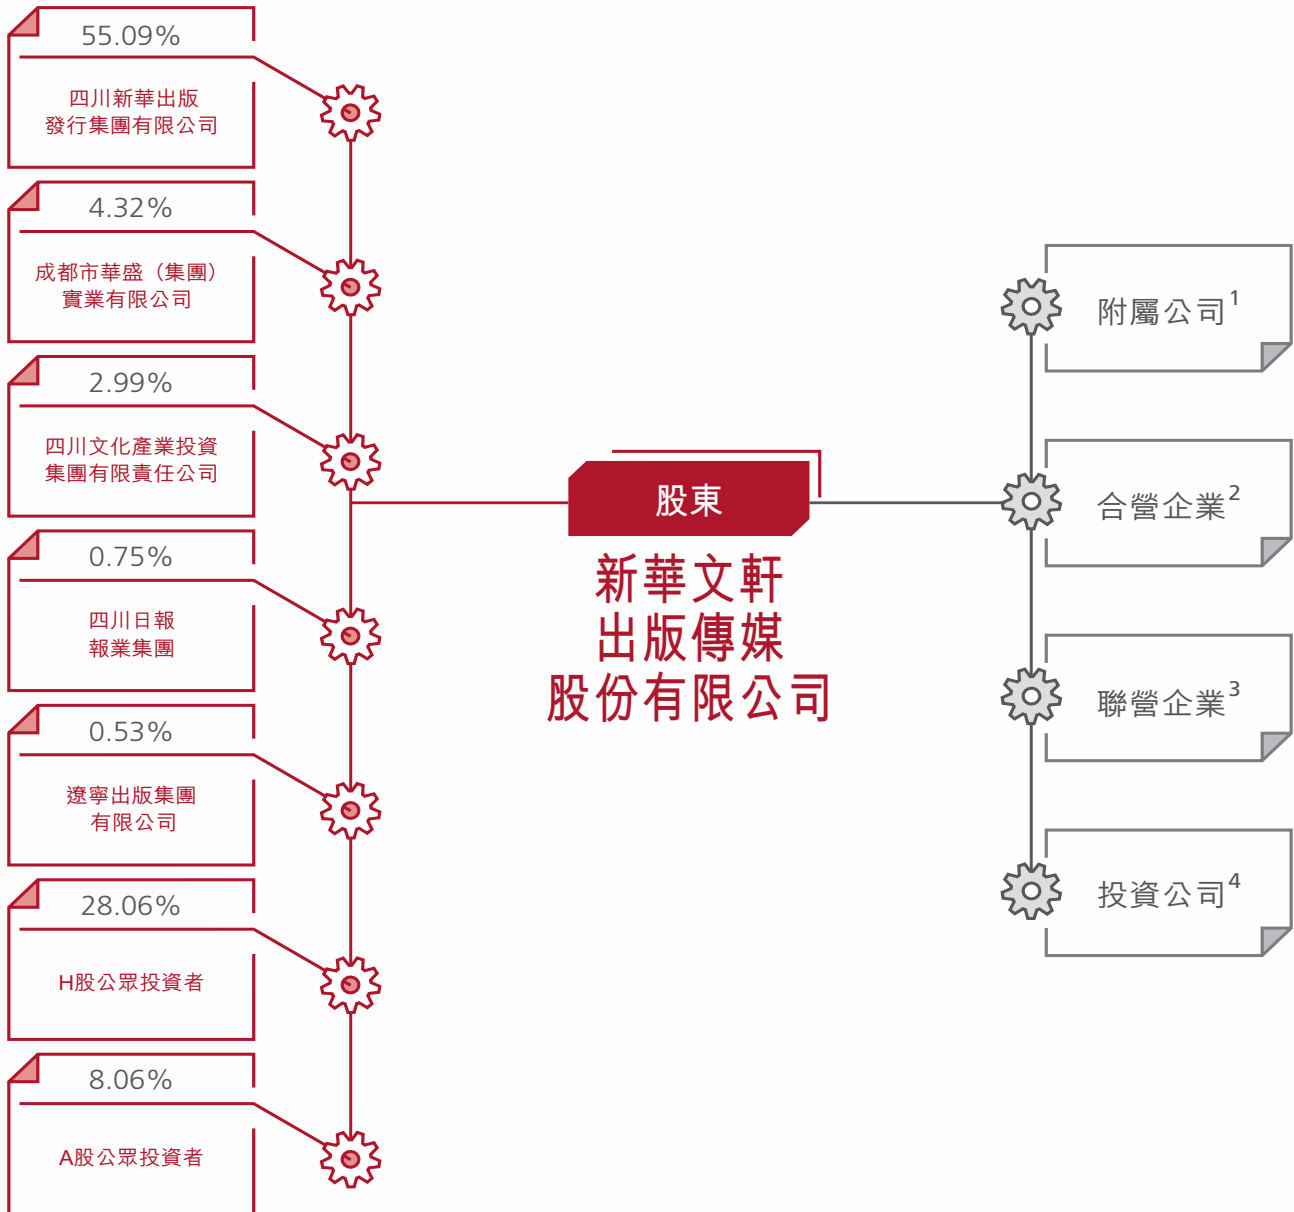 55.09%
四川新華出版
發行集團有限公司
4.32%
成都市華盛（集團）
實業有限公司
2.99%
四川文化產業投資
集團有限責任公司
0.75%
四川日報
報業集團
0.53%
遼寧出版集團
有限公司
28.06%
H股公眾投資者
8.06%
A股公眾投資者
股東
新華文軒
出版傳媒
股份有限公司
附屬公司¹
合營企業²
聯營企業³
投資公司⁴